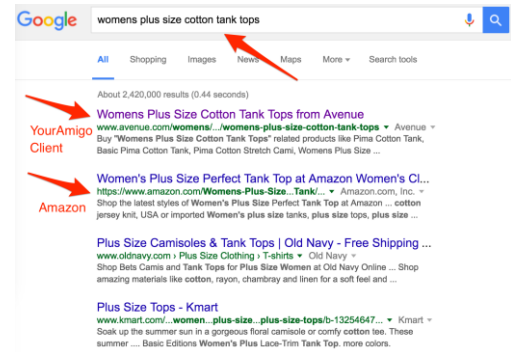 Google womens plus size cotton tank tops
All Shopping Images News Maps More Search tools
About 2,420,000 results (0.44 seconds)
Womens Plus Size Cotton Tank Tops from Avenue
www.avenue.com/womens/.../womens-plus-size-cotton-tank-tops Avenue
YourAmigo Client
Buy "Womens Plus Size Cotton Tank Tops" related products like Pima Cotton Tank,
Basic Pima Cotton Tank, Pima Cotton Stretch Cami, Womens Plus Size ...
Women's Plus Size Perfect Tank Top at Amazon Women's Cl...
https://www.amazon.com/Womens-Plus-Size...Tank/... Amazon.com, Inc.
Amazon
Shop the latest styles of Women's Plus Size Perfect Tank Top at Amazon ... cotton
jersey knit, USA or imported Women's plus size tanks, plus size tops, plus size ...
Plus Size Camisoles & Tank Tops | Old Navy - Free Shipping ...
www.oldnavy.com › Plus Size Clothing › T-shirts Old Navy
Shop Bets Camis and Tank Tops for Plus Size Women at Old Navy Online ... Shop
amazing materials like cotton, rayon, chambray and linen for a soft feel and ...
Plus Size Tops - Kmart
www.kmart.com/...women...plus-size...plus-size-tops/b-13254647... Kmart
Soak up the summer sun in a gorgeous floral camisole or comfy cotton tee. These
summer .... Basic Editions Women's Plus Lace-Trim Tank Top. more colors.